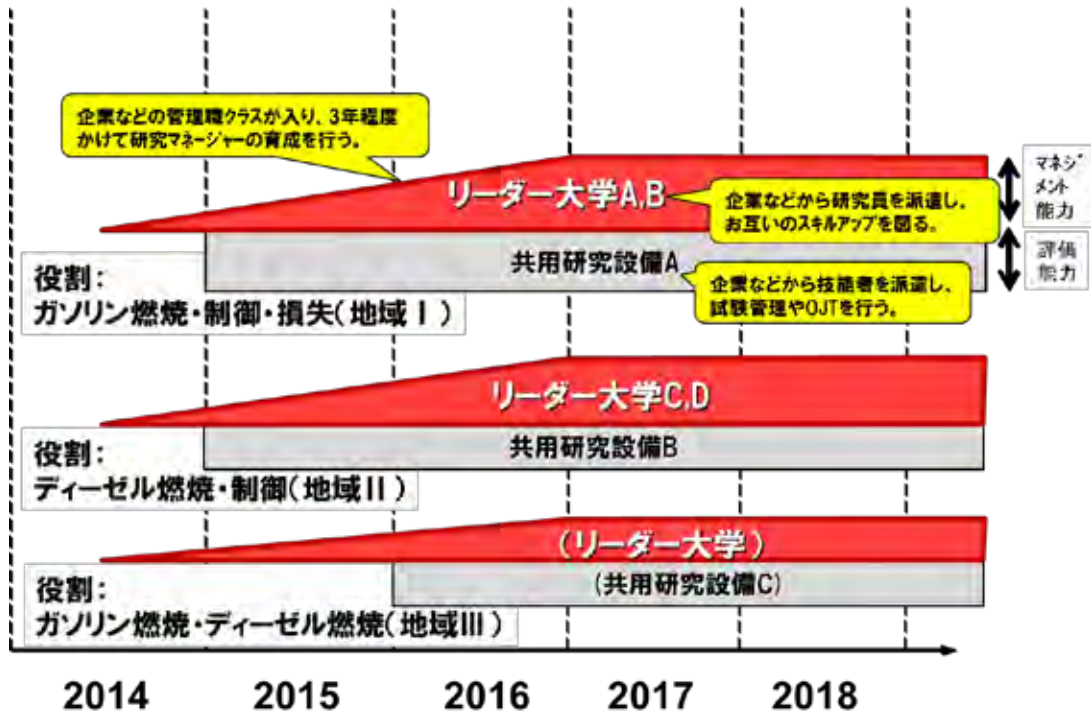 企業などの管理職クラスが入り、3年程度
かけて研究マネージャーの育成を行う。
リーダー大学A,B
企業などから研究員を派遣し、
お互いのスキルアップを図る。
マネジ
メント
能力
共用研究設備A
企業などから技能者を派遣し、
試験管理やOJTを行う。
評価
能力
役割：
ガソリン燃焼・制御・損失（地域Ⅰ）
リーダー大学C,D
共用研究設備B
役割：
ディーゼル燃焼・制御（地域II）
（リーダー大学）
(共用研究設備C)
役割：
ガソリン燃焼・ディーゼル燃焼（地域III）
2014 2015 2016 2017 2018